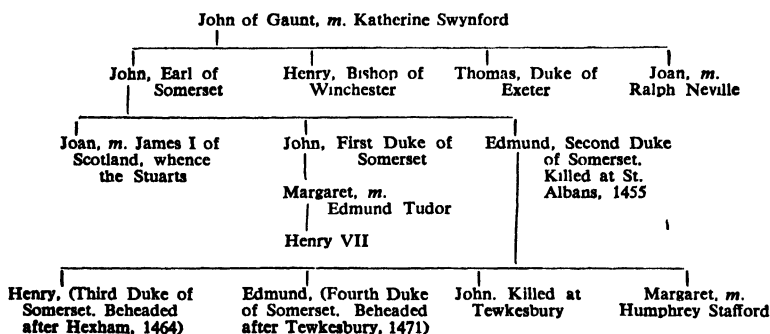 John of Gaunt, m. Katherine Swynford
John, Earl of
Somerset
Henry, Bishop of
Winchester
Thomas, Duke of
Exeter
Joan, m.
Ralph Neville
Joan, m. James I of
Scotland, whence
the Stuarts
John, First Duke of
Somerset
Edmund, Second Duke
of Somerset.
Killed at St.
Albans, 1455
Margaret, m.
Edmund Tudor
Henry VII
Henry, (Third Duke of
Somerset. Beheaded
after Hexham, 1464)
Edmund, (Fourth Duke
of Somerset. Beheaded
after Tewkesbury, 1471)
John. Killed at
Tewkesbury
Margaret, m.
Humphrey Stafford